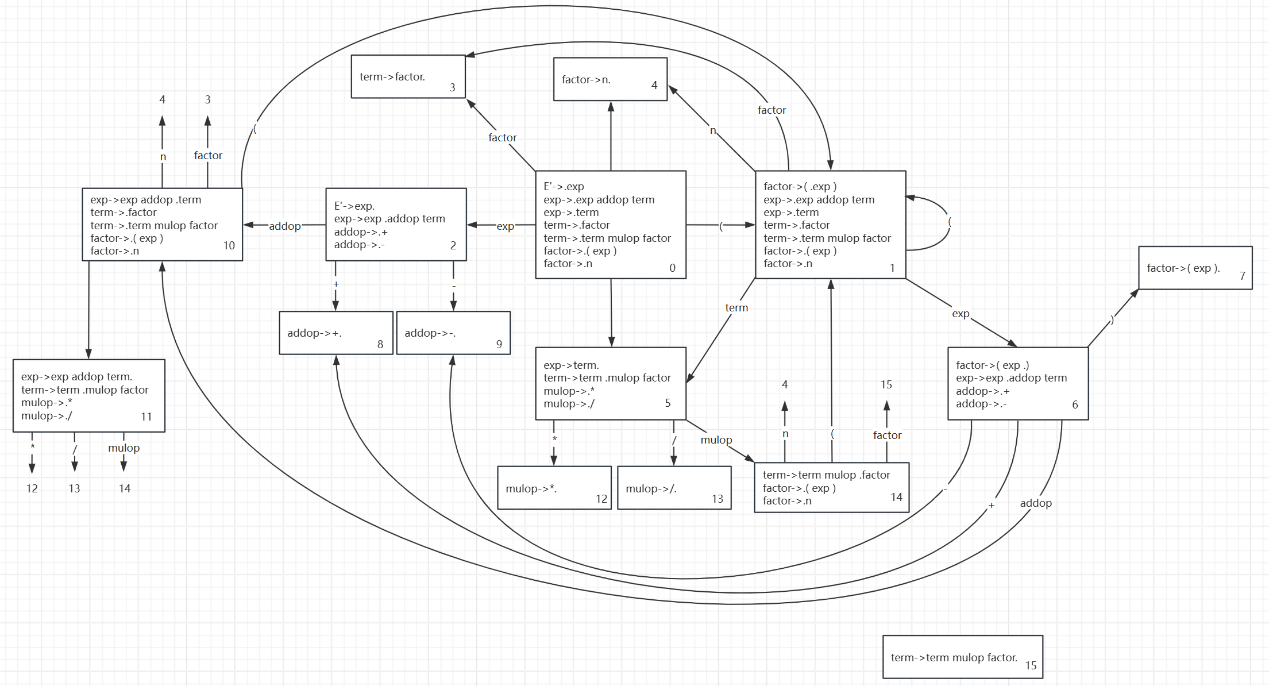 term->factor.
3
factor->n.
4
4
3
n
factor
(
factor
n
factor
exp->exp addop .term
term->.factor
term->.term mulop factor
factor->.( exp )
factor->.n
10
addop
E'->exp.
exp->exp .addop term
addop->.+
addop->.-
2
exp
E'->.exp
exp->.exp addop term
exp->.term
term->.factor
term->.term mulop factor
factor->.( exp )
factor->.n
0
(
factor->( .exp )
exp->.exp addop term
exp->.term
term->.factor
term->.term mulop factor
factor->.( exp )
factor->.n
1
(
factor->( exp ).
7
+
-
term
exp
)
addop->+.
8
addop->-.
9
exp->exp addop term.
term->term .mulop factor
mulop->.*
mulop->./
11
exp->term.
term->term .mulop factor
mulop->.*
mulop->./
5
factor->( exp .)
exp->exp .addop term
addop->.+
addop->.-
6
4
15
*
/
mulop
*
/
mulop
n
(
factor
12
13
14
mulop->*.
12
mulop->/.
13
term->term mulop .factor
factor->.( exp )
factor->.n
14
-
+
addop
term->term mulop factor.
15